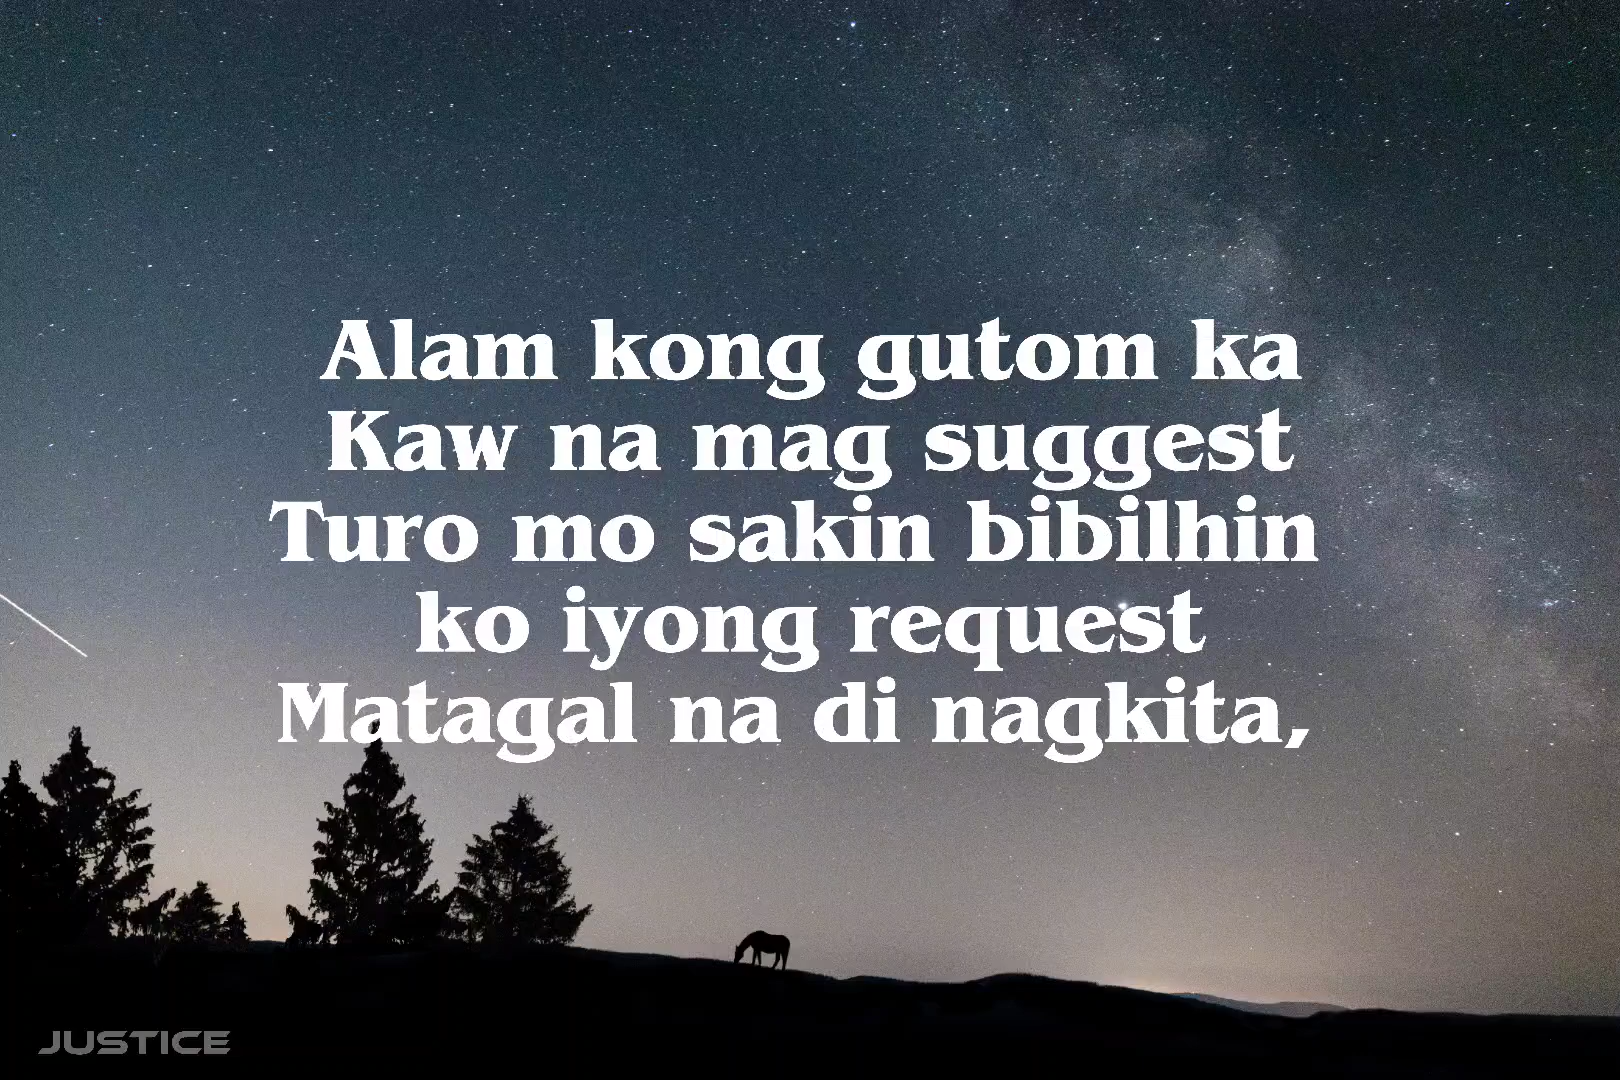 Alam kong gutom ka
Kaw na mag suggest
Turo mo sakin bibilhin
ko iyong request
Matagal na di nagkita,
JUSTICE